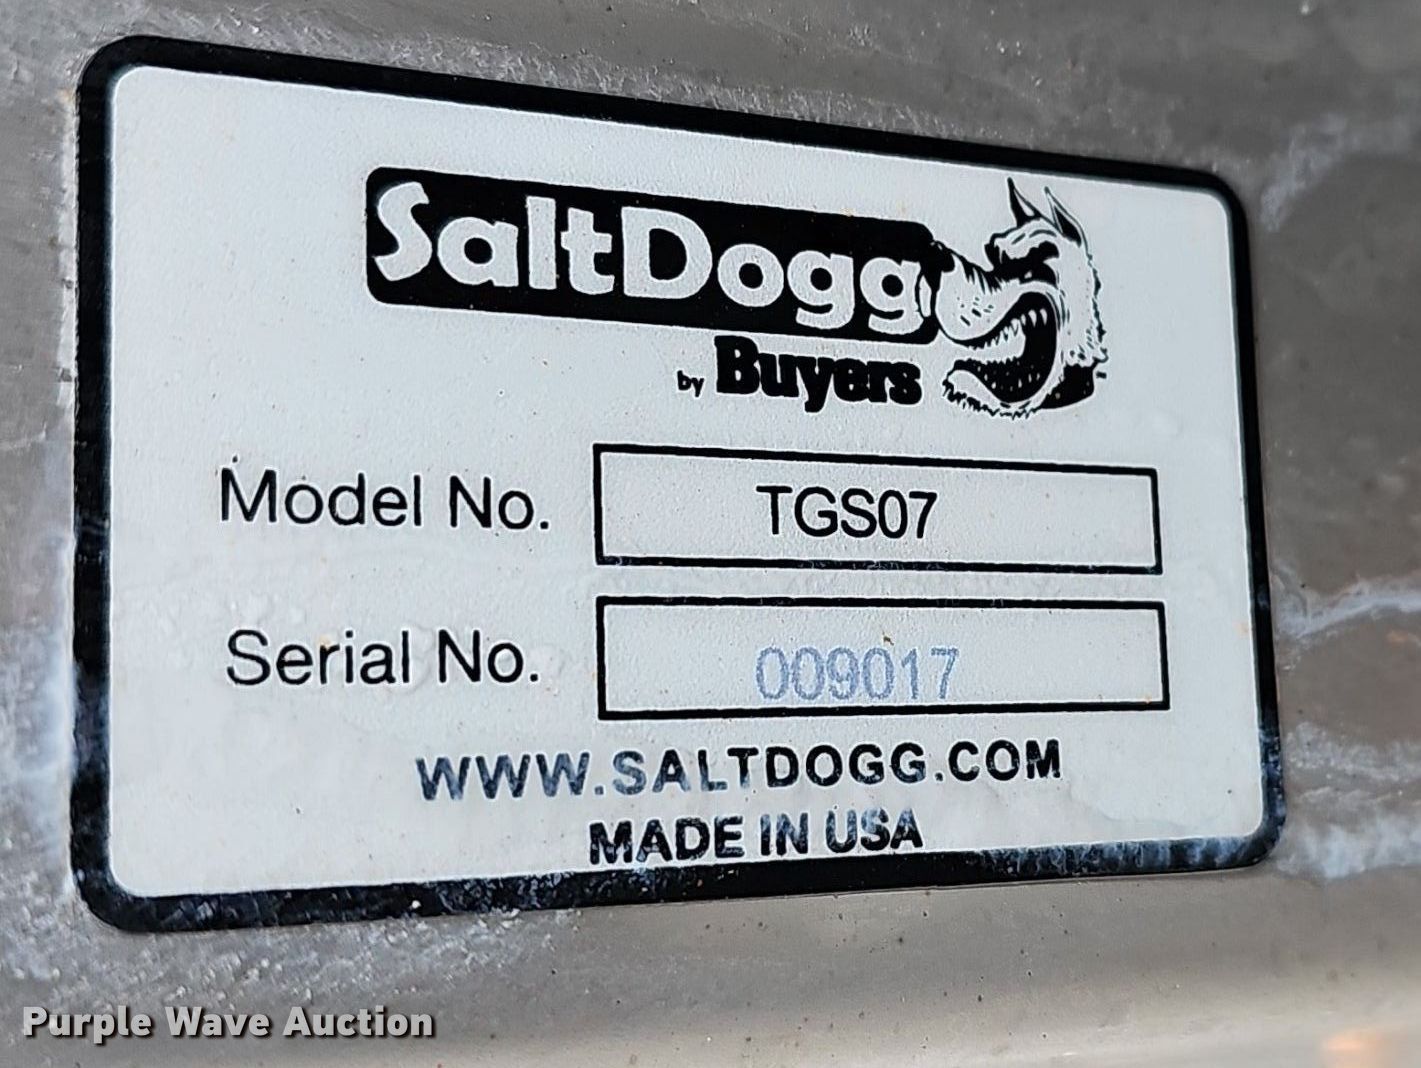 SaltDogg
by Buyers
Model No. TGS07
Serial No. 009017
WWW.SALTDOGG.COM
MADE IN USA
Purple Wave Auction